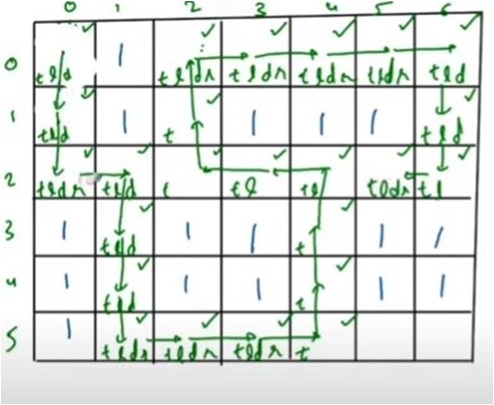 0 1 2 3 4 5 6
0 tld 1 tldr tldr tldr tldr tld
1 tld 1 t 1 1 1 tld
2 tldr tld t tl tl tldr tl
3 1 tld 1 1 t 1 1
4 1 tld 1 1 t 1 1
5 1 tldr tldr tldr t